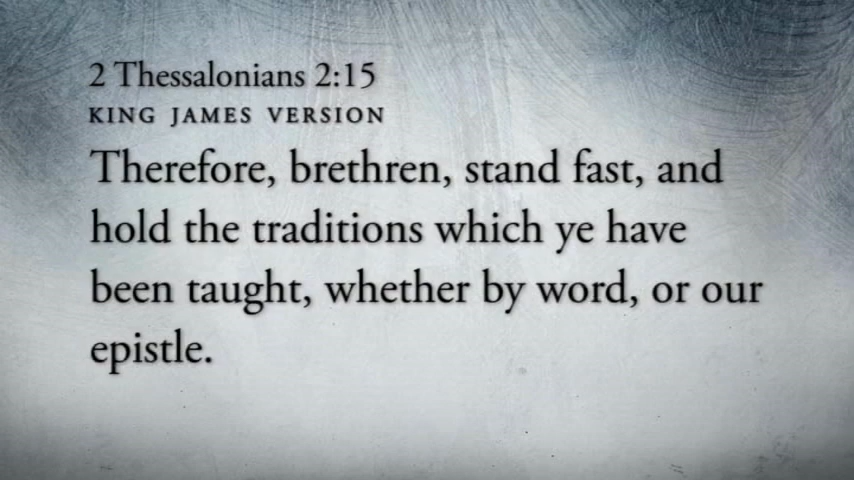 2 Thessalonians 2:15
KING JAMES VERSION
Therefore, brethren, stand fast, and
hold the traditions which ye have
been taught, whether by word, or our
epistle.